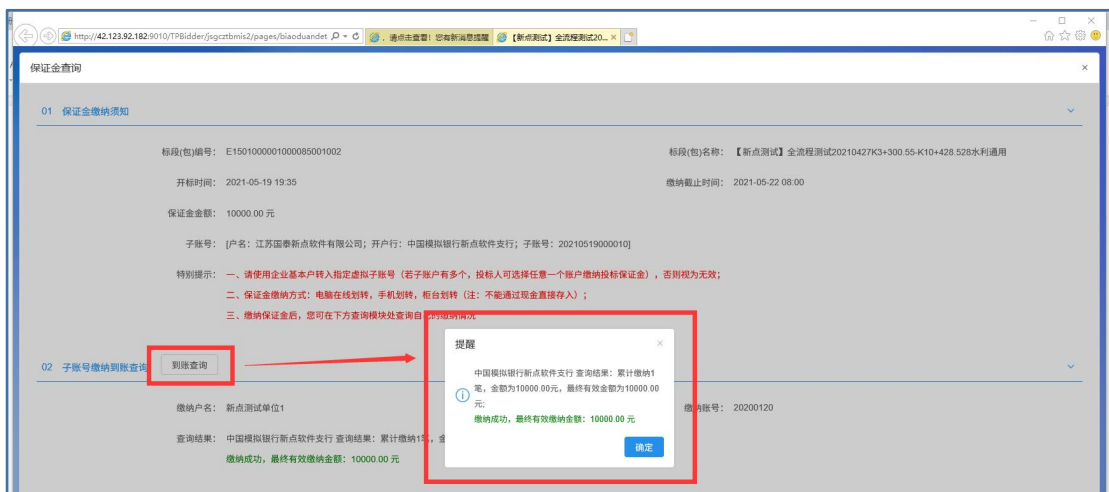 http://42.123.92.182:9010/TPBidder/jsgcztbmis2/pages/biaoduandet
, 请点击查看! 您有新消息提醒
【新点测试】全流程测试20...
保证金查询
01 保证金缴纳须知
标段(包)编号: E1501000001000085001002
标段(包)名称: 【新点测试】全流程测试20210427K3+300.55-K10+428.528水利通用
开标时间: 2021-05-19 19:35
缴纳截止时间: 2021-05-22 08:00
保证金金额: 10000.00 元
子账号: [户名: 江苏国泰新点软件有限公司; 开户行: 中国模拟银行新点软件支行; 子账号: 20210519000010]
特别提示: 一、请使用企业基本户转入指定虚拟子账号（若子账户有多个，投标人可选择任意一个账户缴纳投标保证金），否则视为无效;
二、保证金缴纳方式: 电脑在线划转, 手机划转, 柜台划转（注: 不能通过现金直接存入）;
三、缴纳保证金后, 您可在下方查询模块处查询自己的缴纳情况
02 子账号缴纳到账查询
到账查询
提醒
中国模拟银行新点软件支行 查询结果: 累计缴纳1
笔, 金额为10000.00元, 最终有效金额为10000.00
元;
缴纳成功, 最终有效缴纳金额: 10000.00 元
确定
缴纳户名: 新点测试单位1
缴纳账号: 20200120
查询结果: 中国模拟银行新点软件支行 查询结果: 累计缴纳1笔, 金
缴纳成功, 最终有效缴纳金额: 10000.00 元